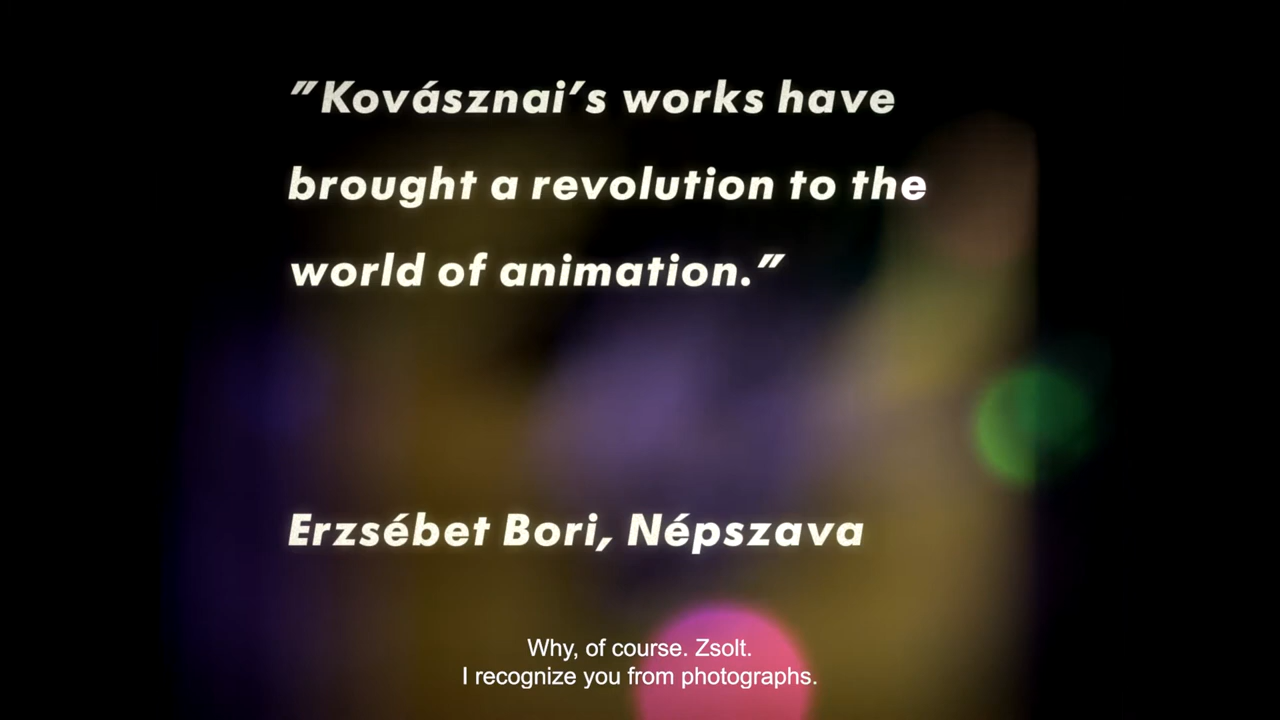 ”Kovásznai’s works have
brought a revolution to the
world of animation.”
Erzsébet Bori, Népszava
Why, of course. Zsolt.
I recognize you from photographs.